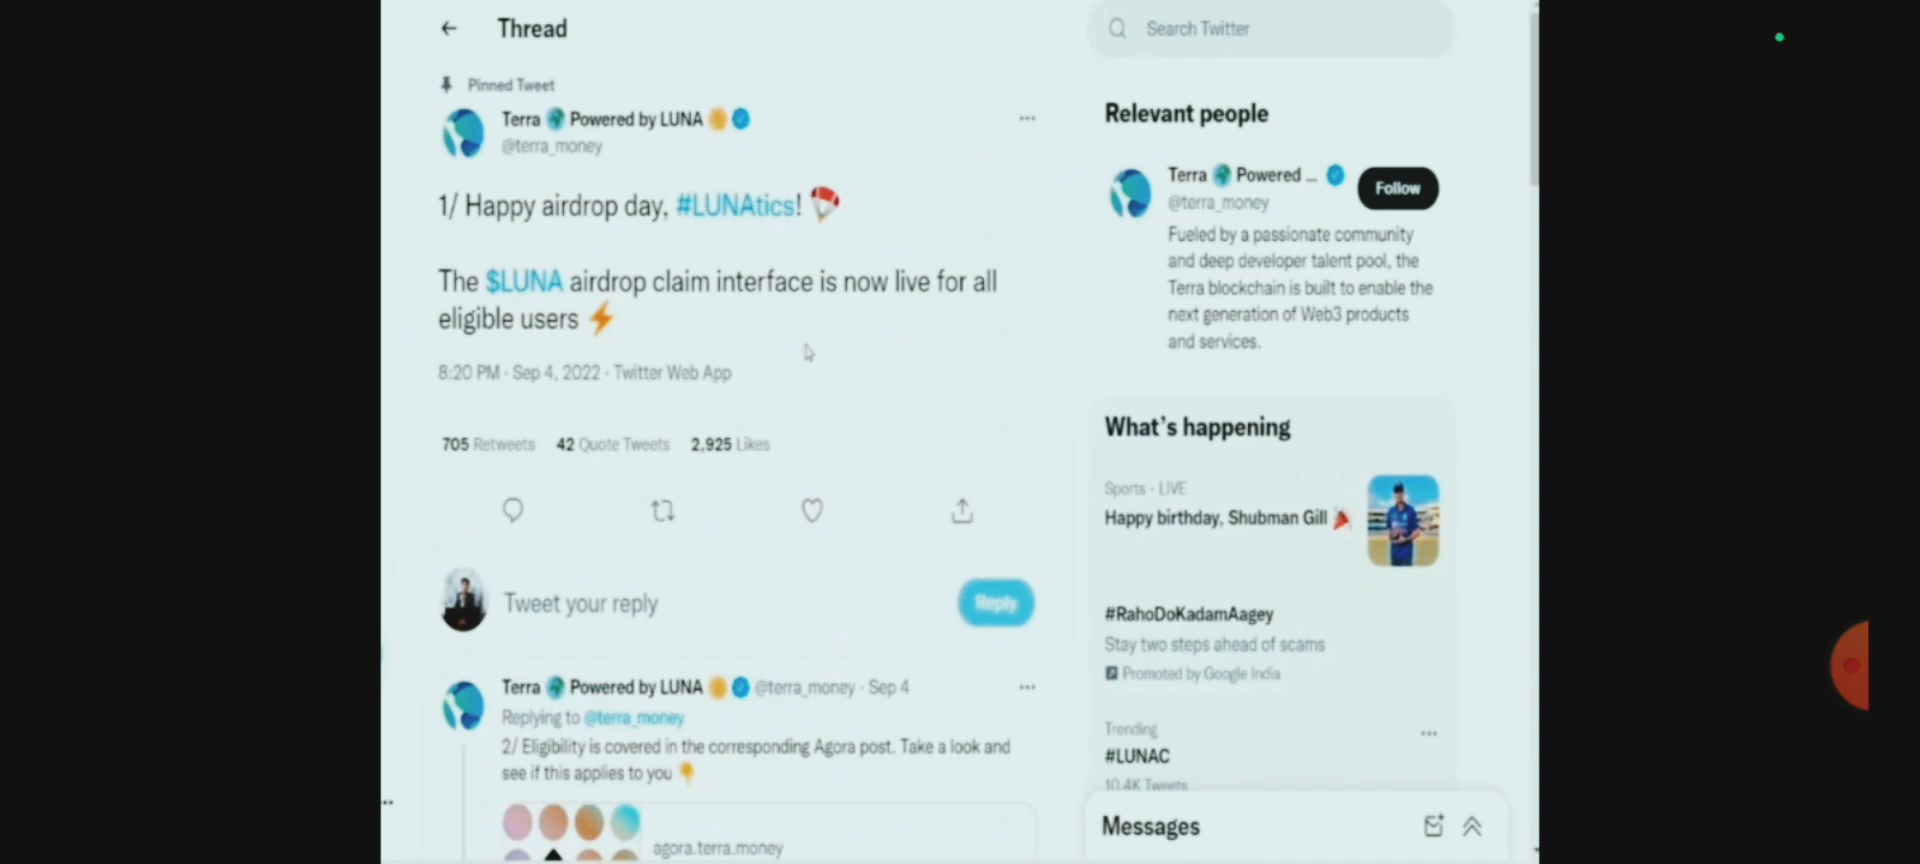 Thread
Pinned Tweet
Terra Powered by LUNA
@terra_money
1/ Happy airdrop day, #LUNAtics!
The $LUNA airdrop claim interface is now live for all
eligible users
8:20 PM · Sep 4, 2022 · Twitter Web App
705 Retweets 42 Quote Tweets 2,925 Likes
Tweet your reply
Reply
Terra Powered by LUNA @terra_money · Sep 4
Replying to @terra_money
2/ Eligibility is covered in the corresponding Agora post. Take a look and
see if this applies to you
agora.terra.money
Search Twitter
Relevant people
Terra Powered ...
Follow
@terra_money
Fueled by a passionate community
and deep developer talent pool, the
Terra blockchain is built to enable the
next generation of Web3 products
and services.
What's happening
Sports · LIVE
Happy birthday, Shubman Gill
#RahoDoKadamAagey
Stay two steps ahead of scams
Promoted by Google India
Trending
#LUNAC
10.4K Tweets
Messages